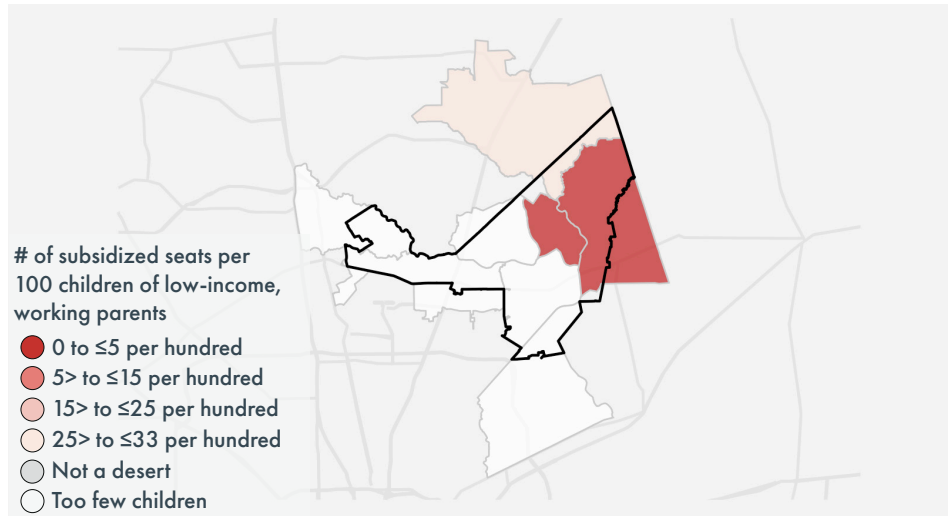 # of subsidized seats per
100 children of low-income,
working parents
0 to ≤5 per hundred
5> to ≤15 per hundred
15> to ≤25 per hundred
25> to ≤33 per hundred
Not a desert
Too few children